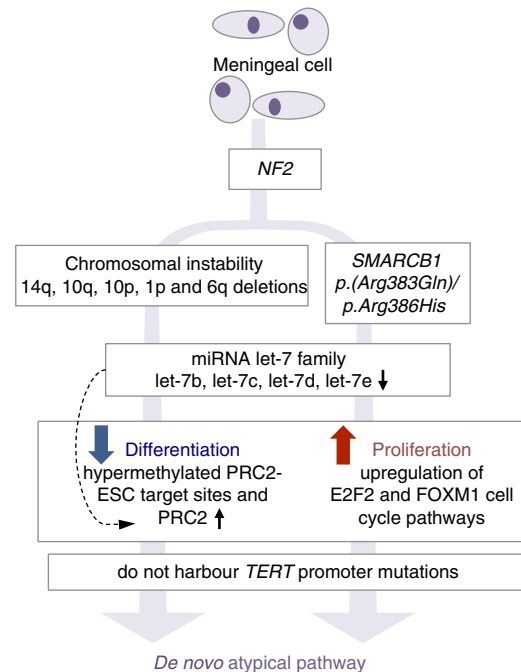 Meningeal cell
NF2
Chromosomal instability
14q, 10q, 10p, 1p and 6q deletions
SMARCB1
p.(Arg383Gln)/
p.Arg386His
miRNA let-7 family
let-7b, let-7c, let-7d, let-7e
Differentiation
hypermethylated PRC2-
ESC target sites and
PRC2
Proliferation
upregulation of
E2F2 and FOXM1 cell
cycle pathways
do not harbour TERT promoter mutations
De novo atypical pathway